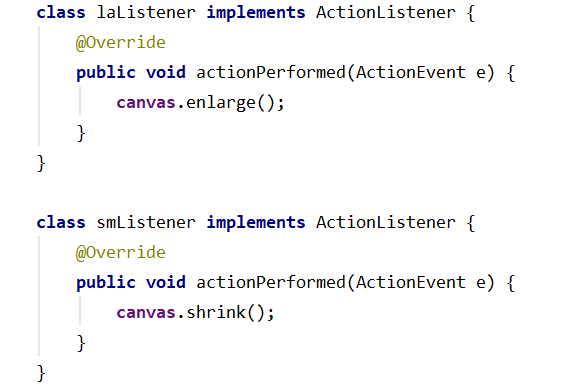 class laListener implements ActionListener {
    @Override
    public void actionPerformed(ActionEvent e) {
        canvas.enlarge();
    }
}

class smListener implements ActionListener {
    @Override
    public void actionPerformed(ActionEvent e) {
        canvas.shrink();
    }
}